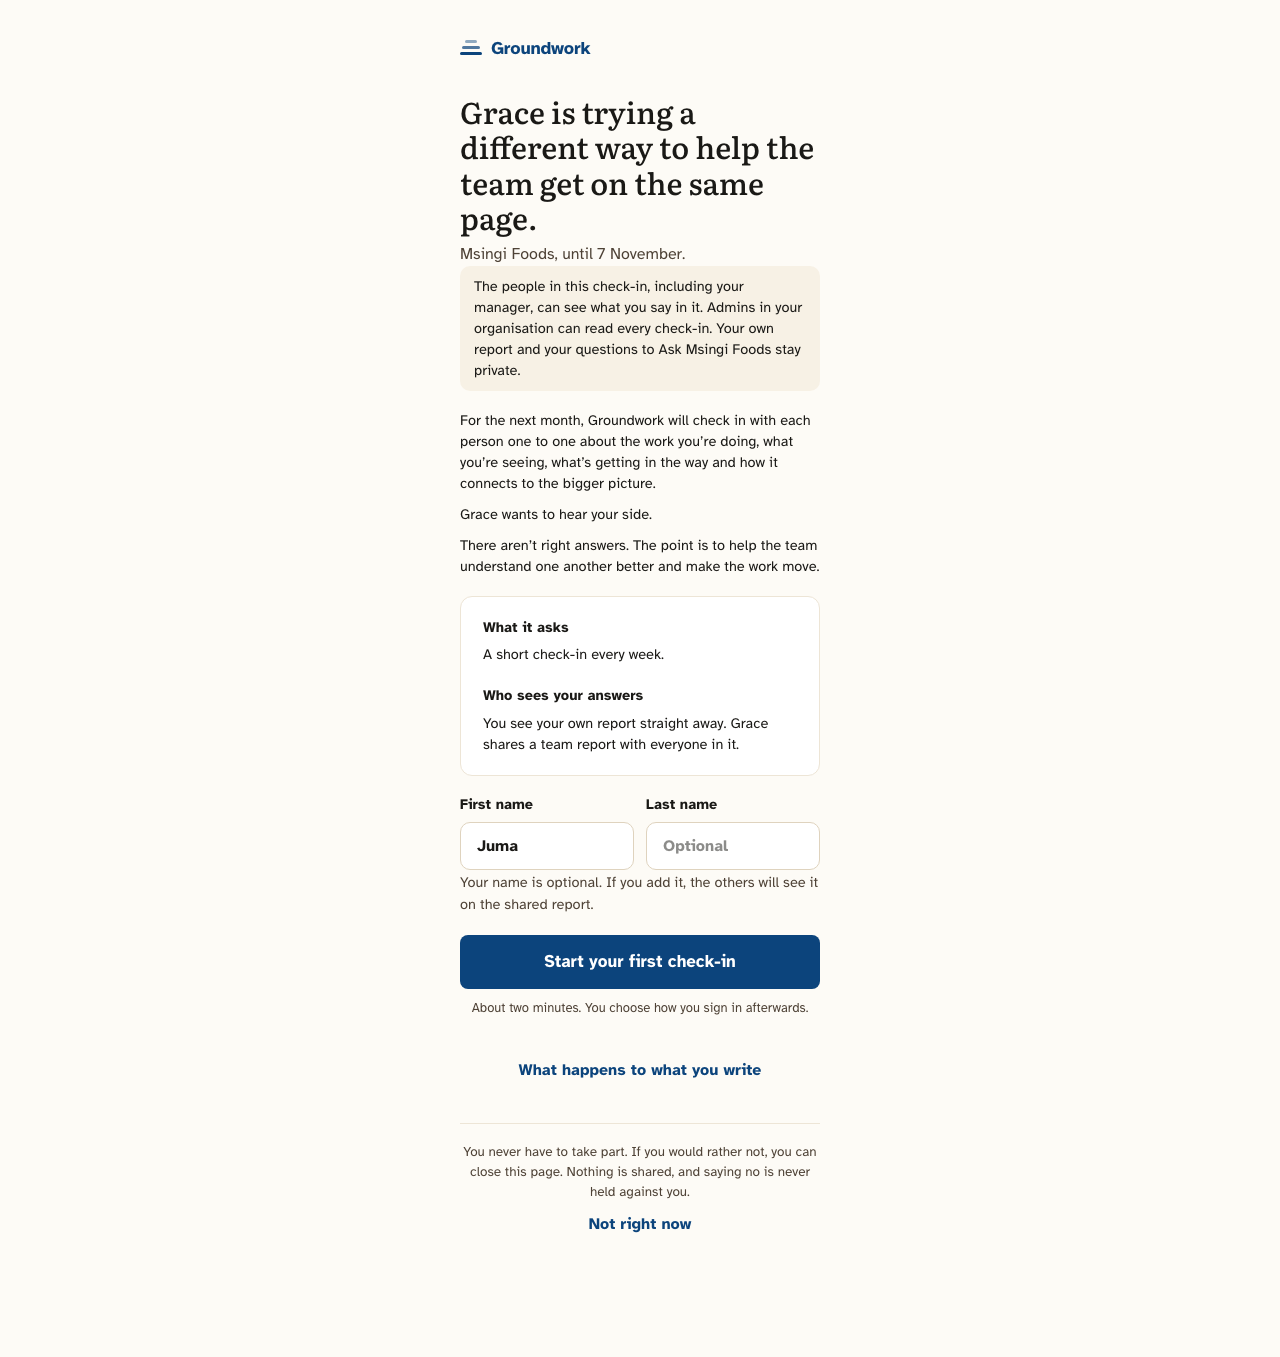 Groundwork
Grace is trying a
different way to help the
team get on the same
page.
Msingi Foods, until 7 November.
The people in this check-in, including your
manager, can see what you say in it. Admins in your
organisation can read every check-in. Your own
report and your questions to Ask Msingi Foods stay
private.
For the next month, Groundwork will check in with each
person one to one about the work you’re doing, what
you’re seeing, what’s getting in the way and how it
connects to the bigger picture.
Grace wants to hear your side.
There aren’t right answers. The point is to help the team
understand one another better and make the work move.
What it asks
A short check-in every week.
Who sees your answers
You see your own report straight away. Grace
shares a team report with everyone in it.
First name
Last name
Juma
Optional
Your name is optional. If you add it, the others will see it
on the shared report.
Start your first check-in
About two minutes. You choose how you sign in afterwards.
What happens to what you write
You never have to take part. If you would rather not, you can
close this page. Nothing is shared, and saying no is never
held against you.
Not right now